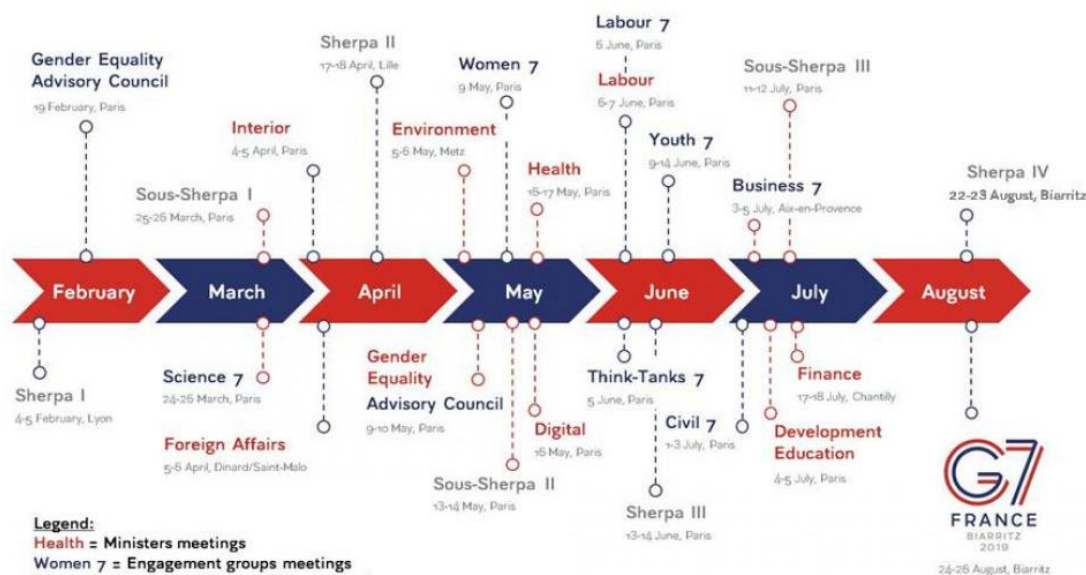 Gender Equality
Advisory Council
19 February, Paris
Sous-Sherpa I
25-26 March, Paris
Interior
4-5 April, Paris
Sherpa II
17-18 April, Lille
Environment
5-6 May, Metz
Women 7
9 May, Paris
Health
16-17 May, Paris
Labour 7
6 June, Paris
Labour
6-7 June, Paris
Youth 7
9-14 June, Paris
Business 7
3-5 July, Aix-en-Provence
Sous-Sherpa III
11-12 July, Paris
Sherpa IV
22-23 August, Biarritz
February
March
April
May
June
July
August
Sherpa I
4-5 February, Lyon
Science 7
24-26 March, Paris
Foreign Affairs
5-6 April, Dinard/Saint-Malo
Gender
Equality
Advisory Council
9-10 May, Paris
Sous-Sherpa II
13-14 May, Paris
Digital
16 May, Paris
Think-Tanks 7
5 June, Paris
Sherpa III
13-14 June, Paris
Civil 7
1-3 July, Paris
Development
Education
4-5 July, Paris
Finance
17-18 July, Chantilly
G7
FRANCE
BIARRITZ
2019
24-26 August, Biarritz
Legend:
Health = Ministers meetings
Women 7 = Engagement groups meetings